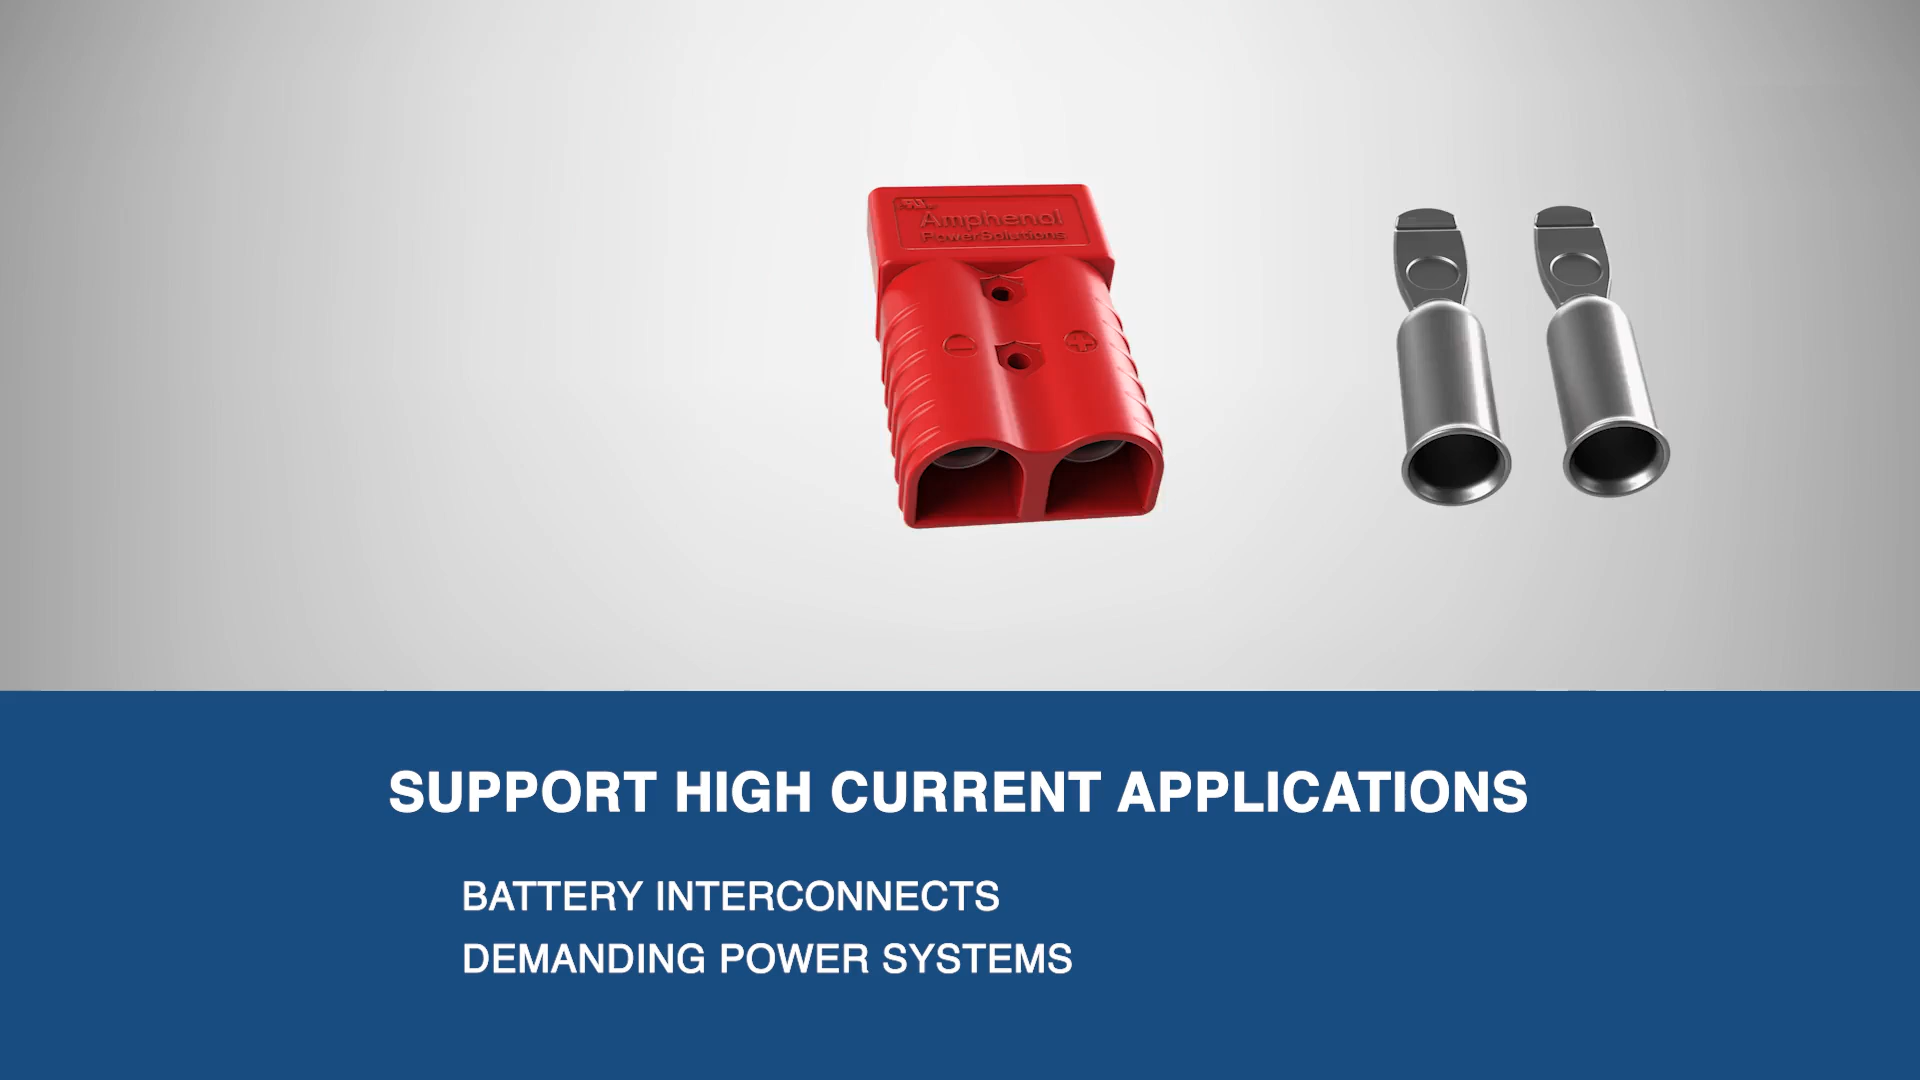 Amphenol
PowerSolutions
SUPPORT HIGH CURRENT APPLICATIONS
BATTERY INTERCONNECTS
DEMANDING POWER SYSTEMS